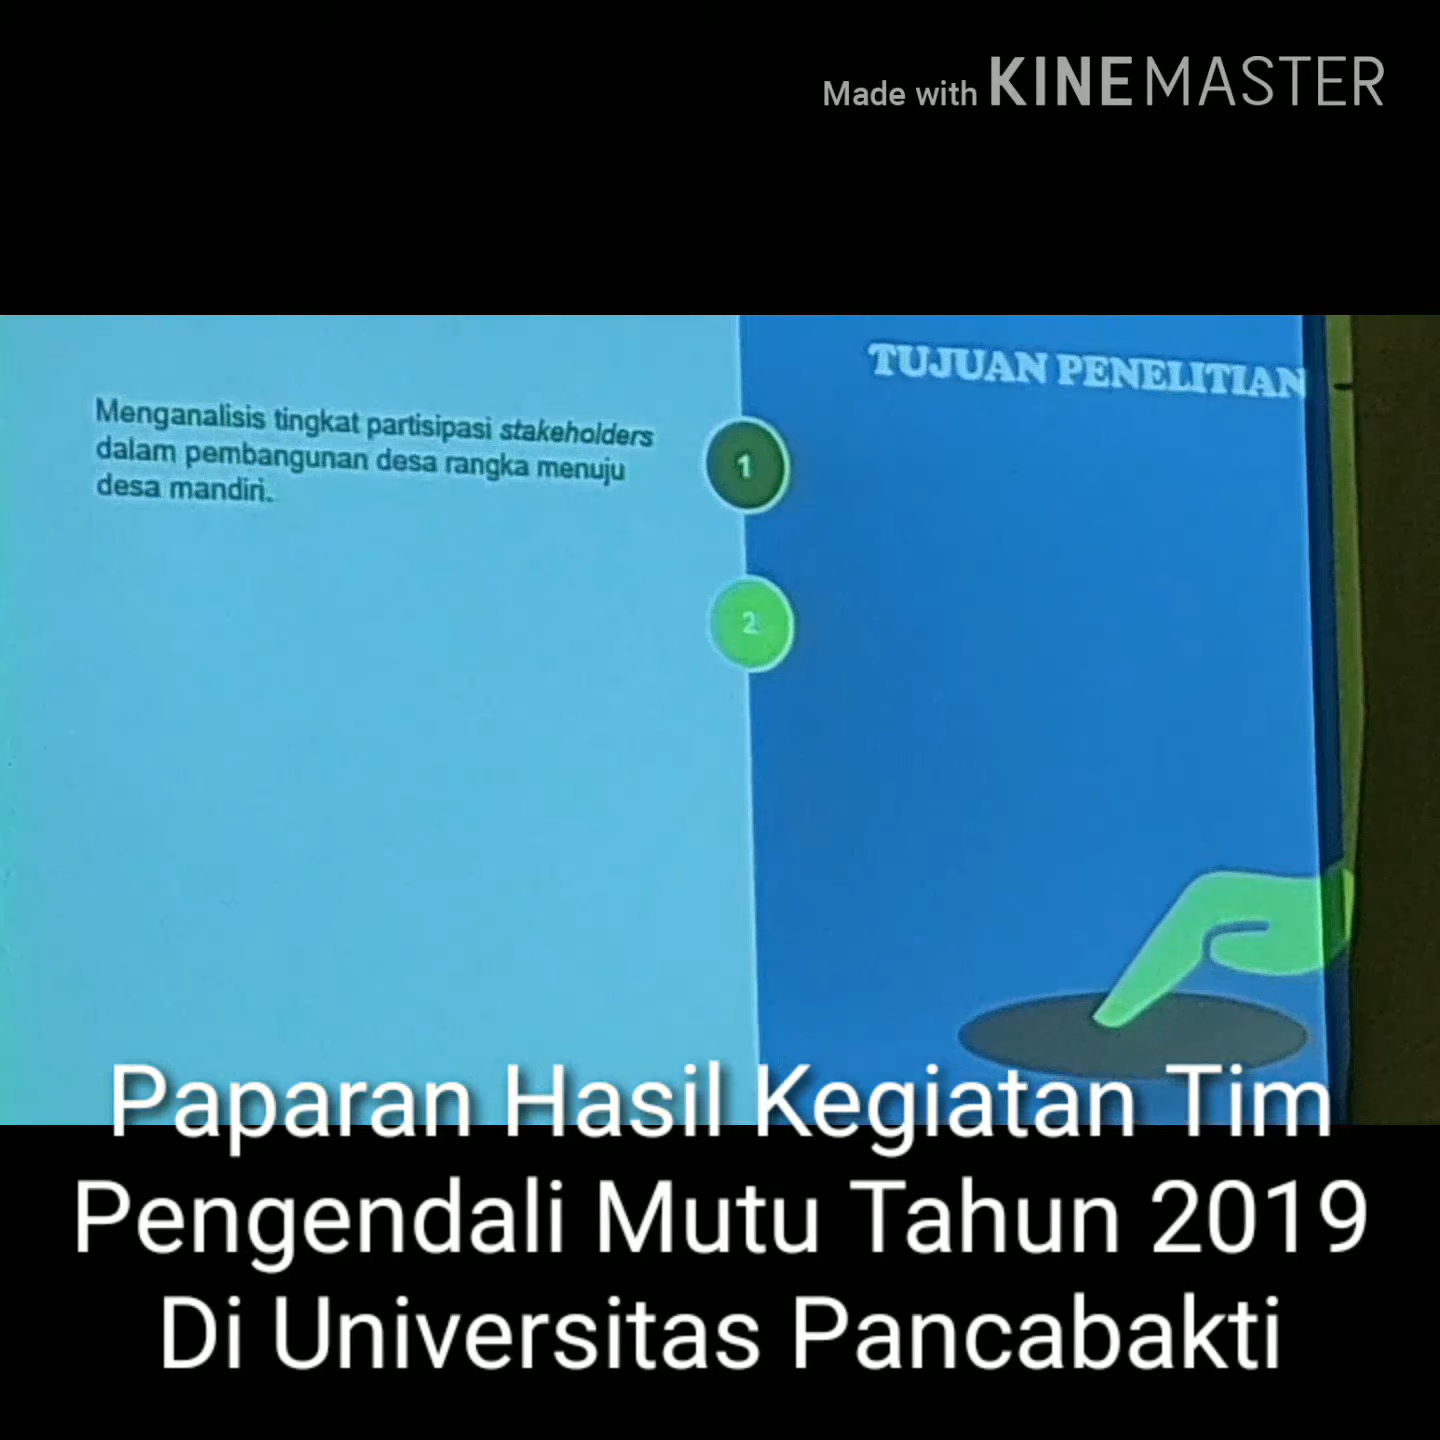 Made with KINEMASTER
TUJUAN PENELITIAN
Menganalisis tingkat partisipasi stakeholders
dalam pembangunan desa rangka menuju
desa mandiri.
1
2
Paparan Hasil Kegiatan Tim
Pengendali Mutu Tahun 2019
Di Universitas Pancabakti